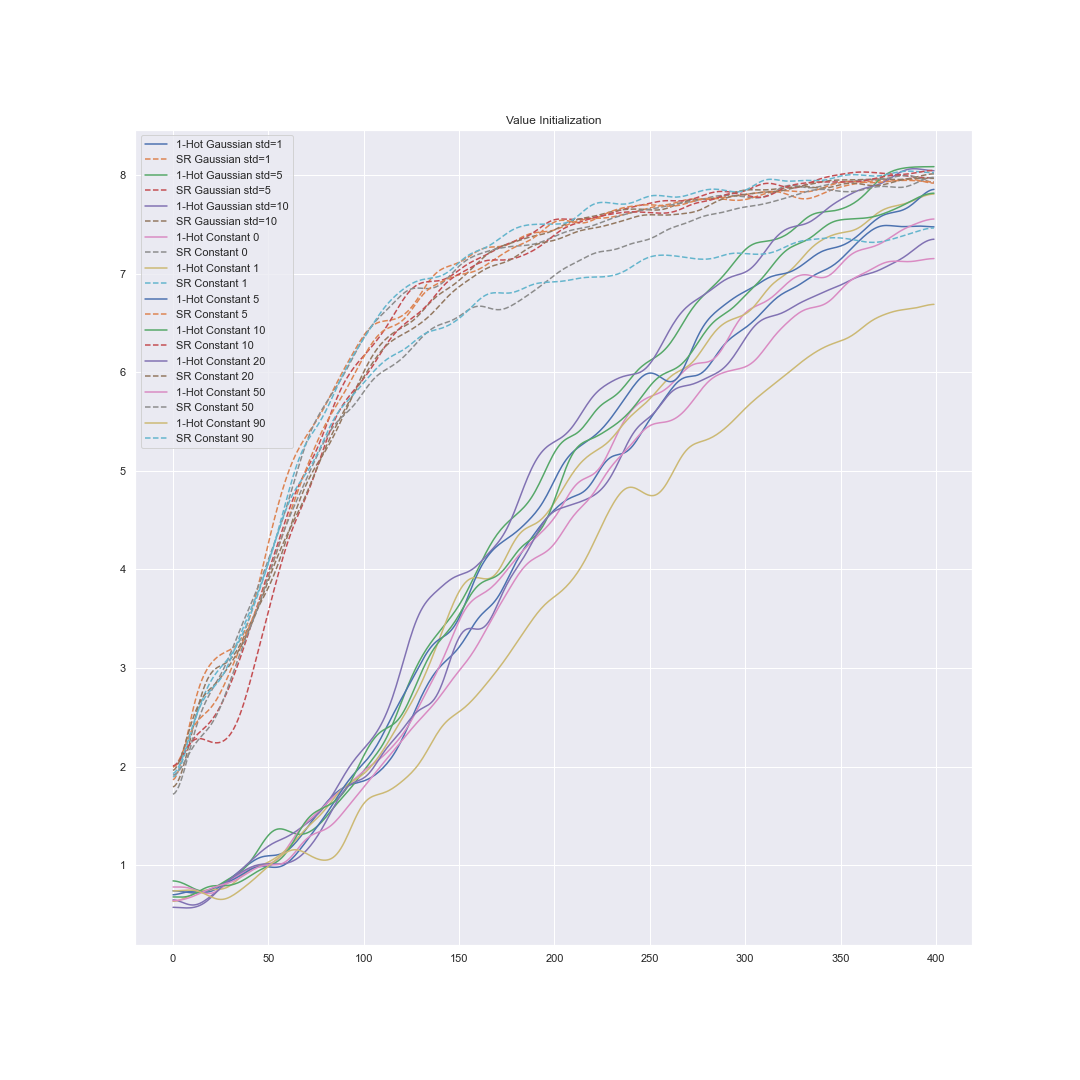 Value Initialization
1-Hot Gaussian std=1
SR Gaussian std=1
1-Hot Gaussian std=5
SR Gaussian std=5
1-Hot Gaussian std=10
SR Gaussian std=10
1-Hot Constant 0
SR Constant 0
1-Hot Constant 1
SR Constant 1
1-Hot Constant 5
SR Constant 5
1-Hot Constant 10
SR Constant 10
1-Hot Constant 20
SR Constant 20
1-Hot Constant 50
SR Constant 50
1-Hot Constant 90
SR Constant 90
8
7
6
5
4
3
2
1
0 50 100 150 200 250 300 350 400